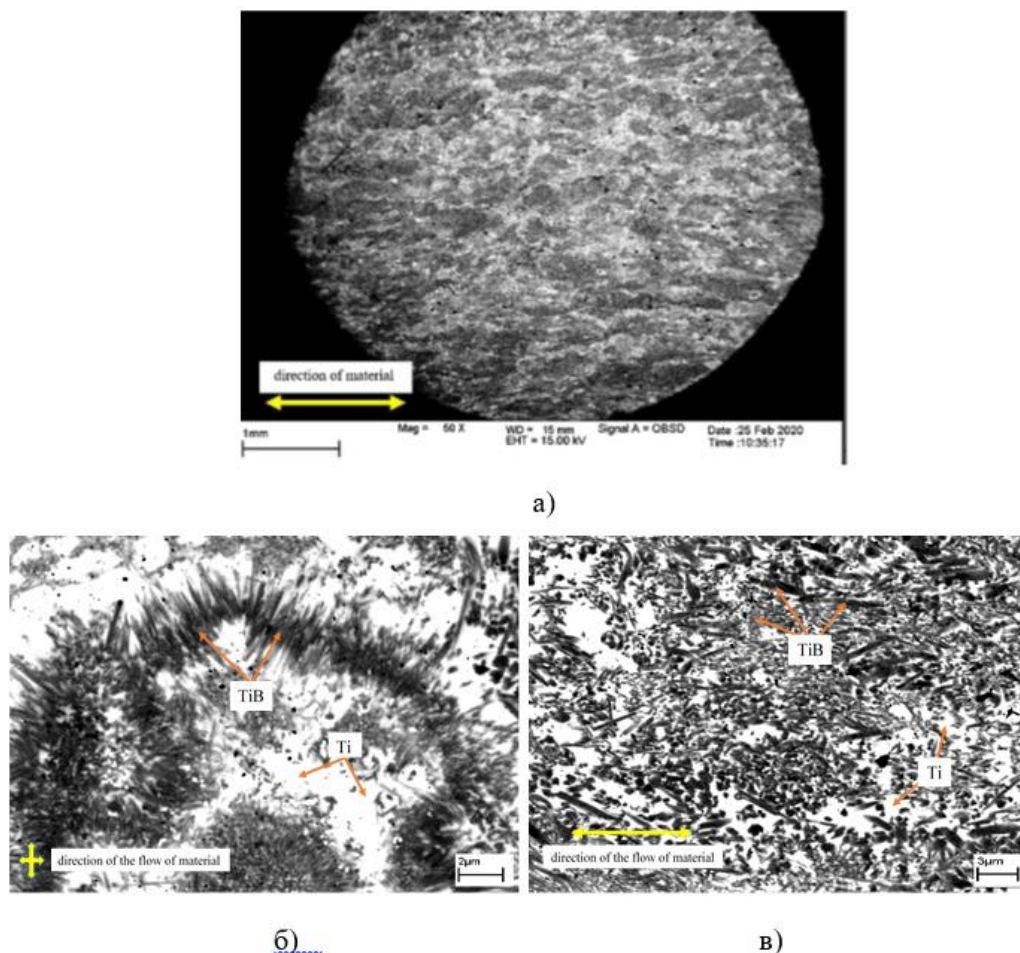 direction of material
1mm
Mag = 50 X
WD = 15 mm
EHT = 15.00 kV
Signal A = OBSD
Date :25 Feb 2020
Time :10:35:17
а)
TiB
Ti
direction of the flow of material
2µm
TiB
Ti
direction of the flow of material
3µm
б)
в)